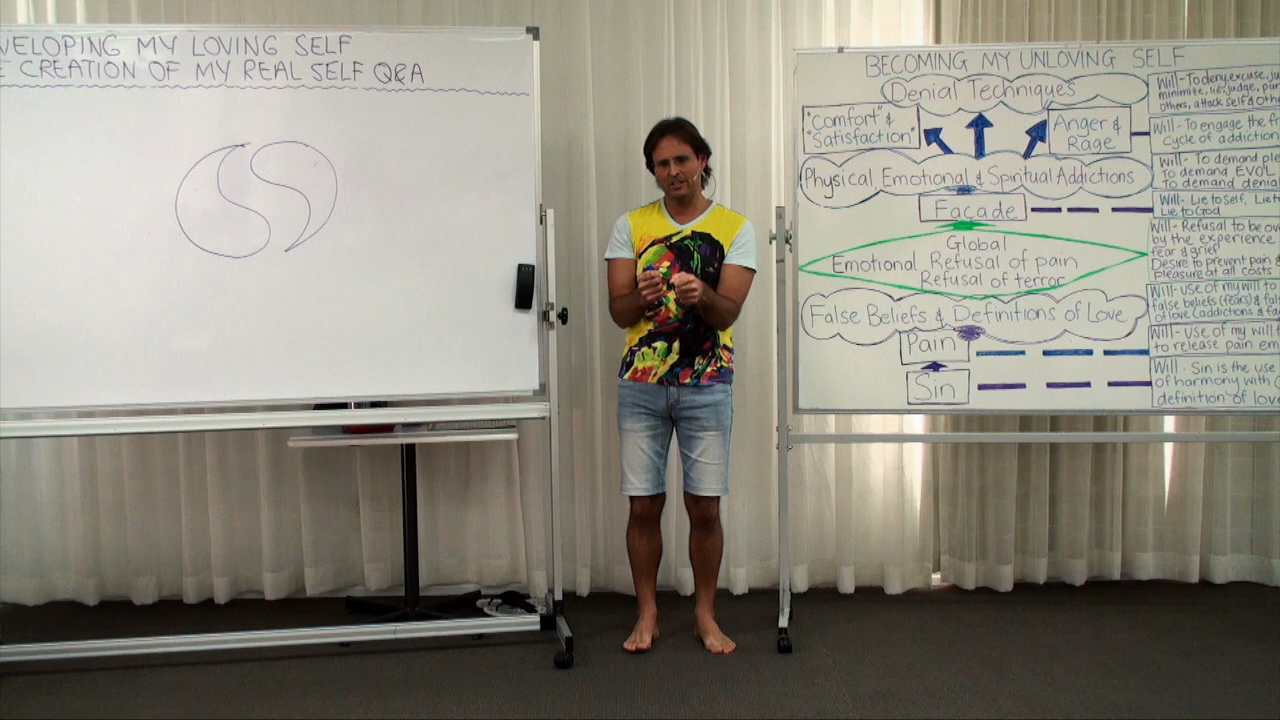 VELOPING MY LOVING SELF
E CREATION OF MY REAL SELF Q&A
BECOMING MY UNLOVING SELF
Denial Techniques
"Comfort" &
"Satisfaction"
Anger &
Rage
Physical Emotional & Spiritual Addictions
Façade
Global
Emotional Refusal of pain
Refusal of terror
False Beliefs & Definitions of Love
Pain
Sin
Will - To deny, excuse, ju
minimize, lie, judge, pun
others, attack self & othe
Will - To engage the f
cycle of addiction
Will - To demand ple
To demand EVOL
To demand denia
Will - Lie to Self, Lie t
Lie to God
Will - Refusal to be ov
by the experience
fear & grief
Desire to prevent pain &
pleasure at all costs
Will - use of my will to
false beliefs (fears) & fa
of love (addictions & fa
Will - use of my will
to release pain em
Will - Sin is the use
of harmony with
definition of love